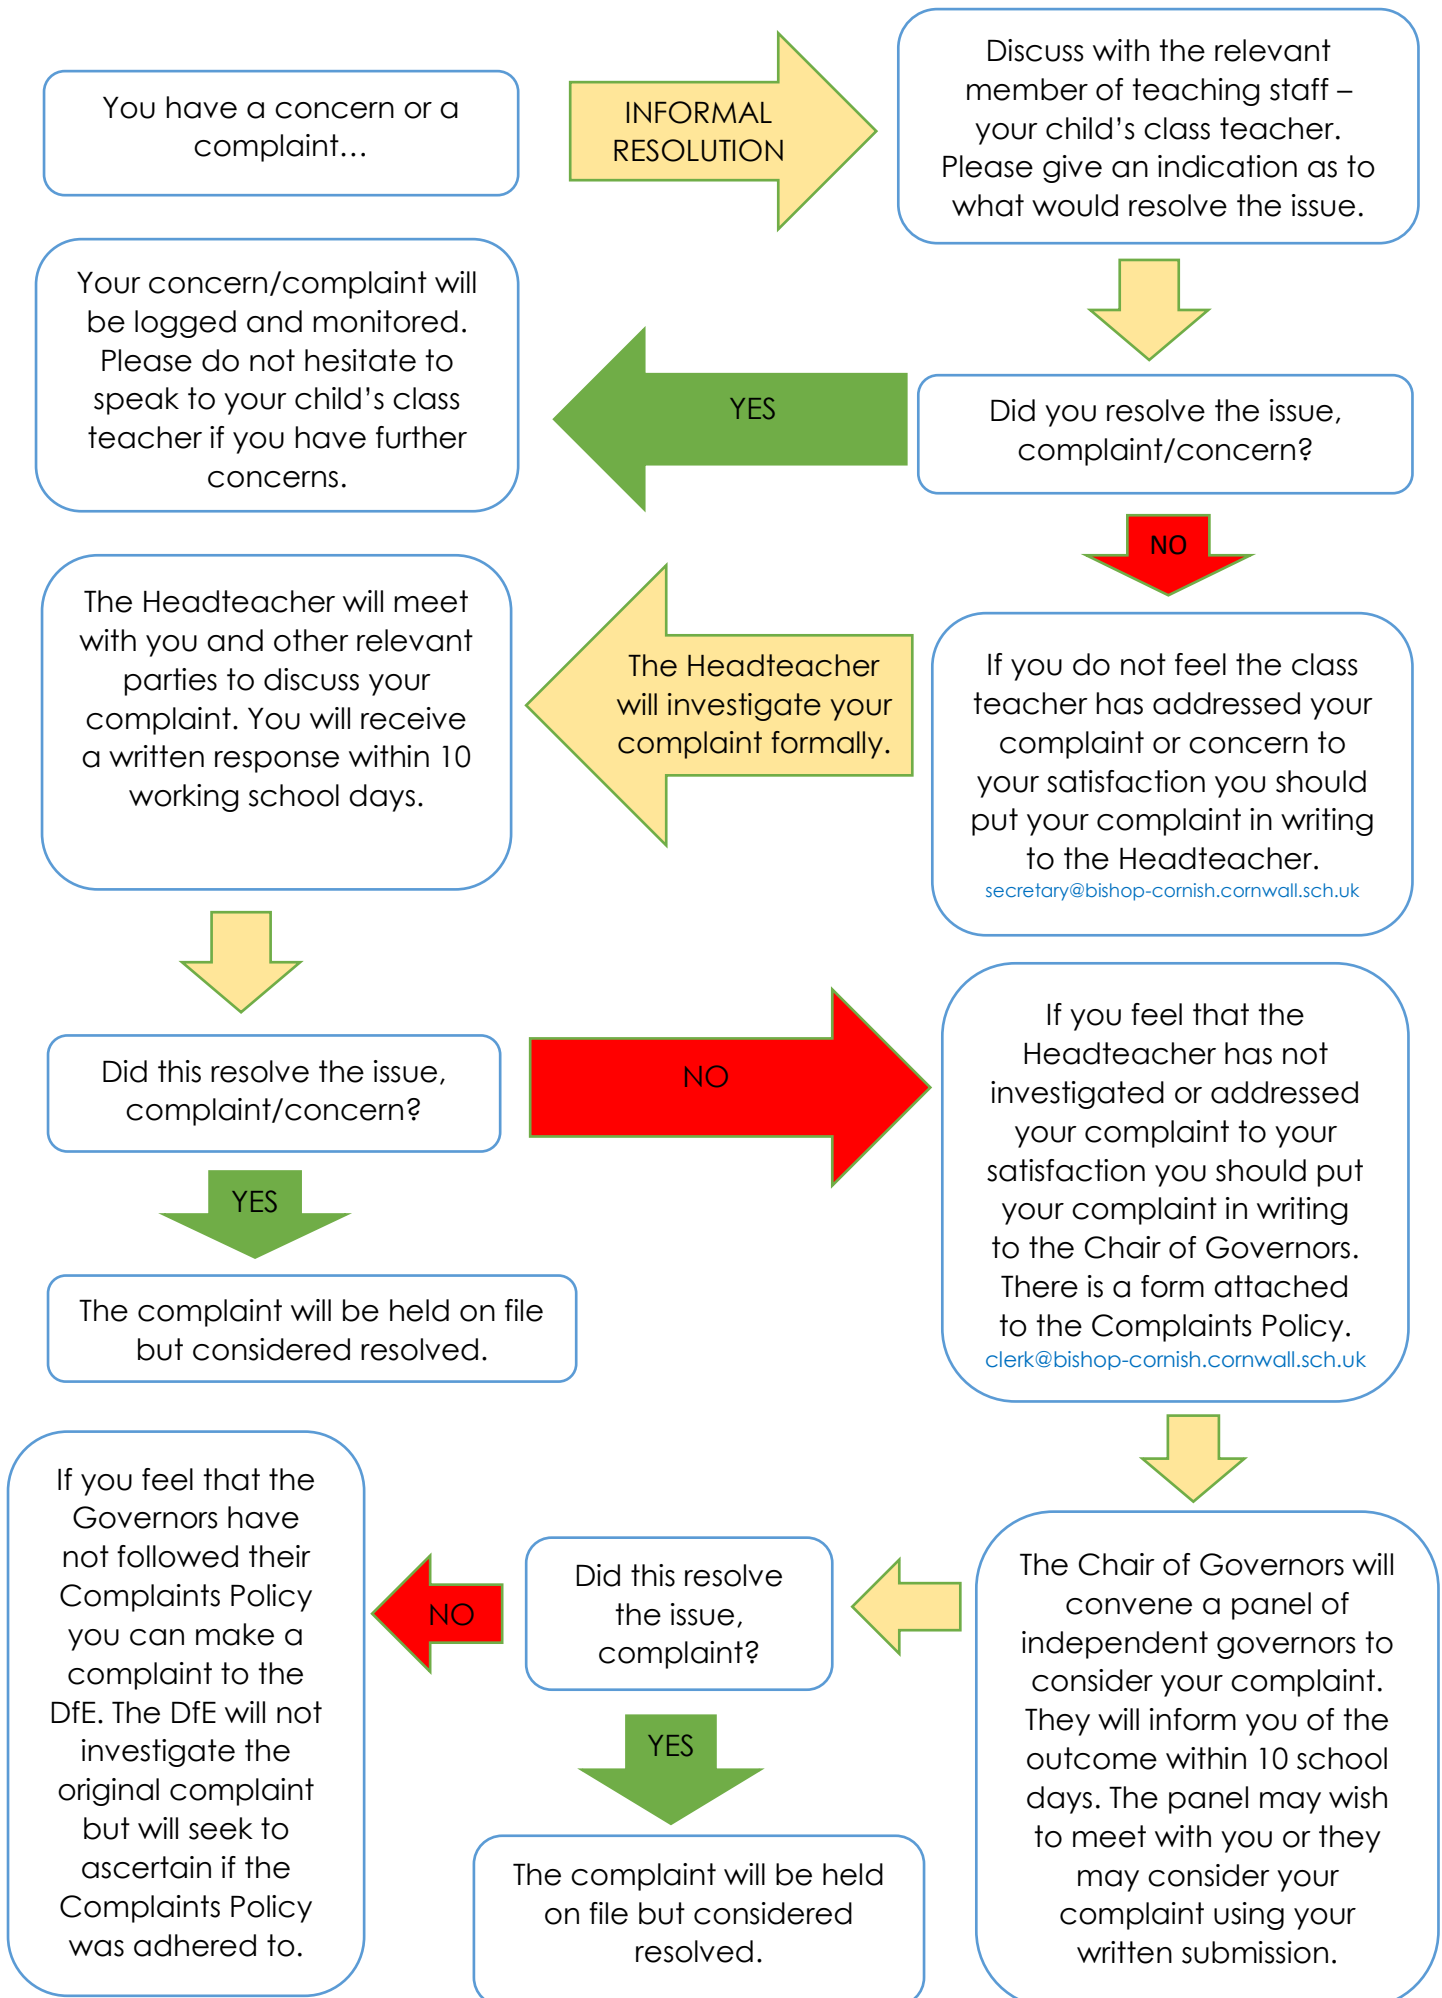 You have a concern or a
complaint…
INFORMAL
RESOLUTION
Discuss with the relevant
member of teaching staff –
your child’s class teacher.
Please give an indication as to
what would resolve the issue.
Did you resolve the issue,
complaint/concern?
YES
Your concern/complaint will
be logged and monitored.
Please do not hesitate to
speak to your child’s class
teacher if you have further
concerns.
NO
If you do not feel the class
teacher has addressed your
complaint or concern to
your satisfaction you should
put your complaint in writing
to the Headteacher.
secretary@bishop-cornish.cornwall.sch.uk
The Headteacher
will investigate your
complaint formally.
The Headteacher will meet
with you and other relevant
parties to discuss your
complaint. You will receive
a written response within 10
working school days.
Did this resolve the issue,
complaint/concern?
YES
The complaint will be held on file
but considered resolved.
NO
If you feel that the
Headteacher has not
investigated or addressed
your complaint to your
satisfaction you should put
your complaint in writing
to the Chair of Governors.
There is a form attached
to the Complaints Policy.
clerk@bishop-cornish.cornwall.sch.uk
The Chair of Governors will
convene a panel of
independent governors to
consider your complaint.
They will inform you of the
outcome within 10 school
days. The panel may wish
to meet with you or they
may consider your
complaint using your
written submission.
Did this resolve
the issue,
complaint?
YES
The complaint will be held
on file but considered
resolved.
NO
If you feel that the
Governors have
not followed their
Complaints Policy
you can make a
complaint to the
DfE. The DfE will not
investigate the
original complaint
but will seek to
ascertain if the
Complaints Policy
was adhered to.